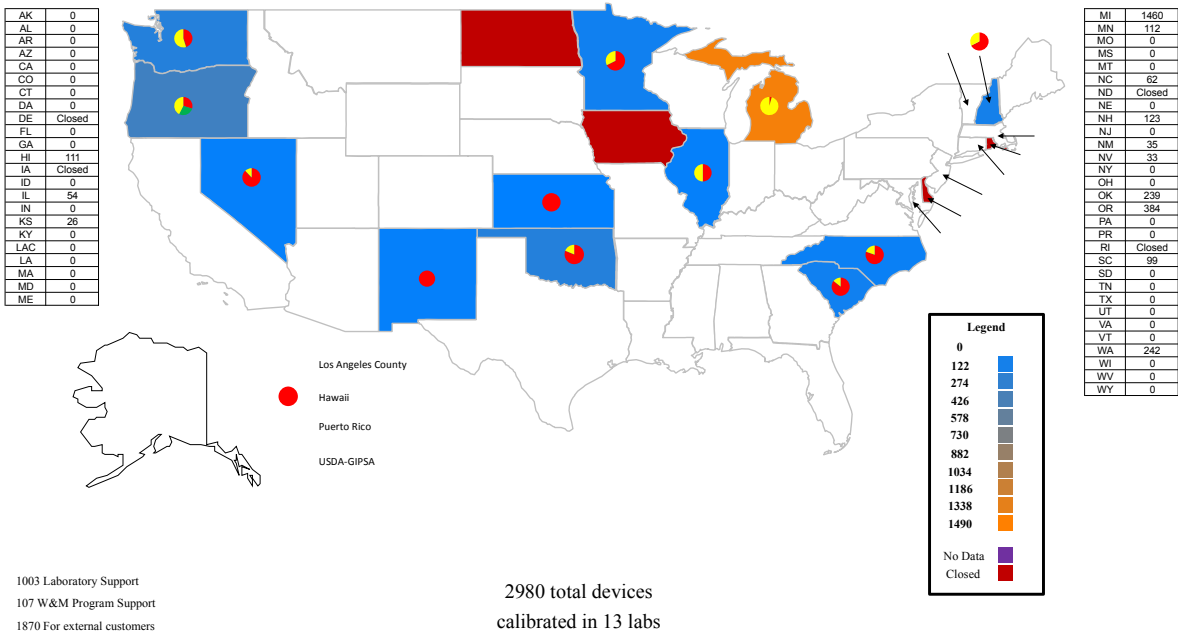 AK 0
AL 0
AR 0
AZ 0
CA 0
CO 0
CT 0
DA 0
DE Closed
FL 0
GA 0
HI 111
IA Closed
ID 0
IL 54
IN 0
KS 26
KY 0
LAC 0
LA 0
MA 0
MD 0
ME 0
MI 1460
MN 112
MO 0
MS 0
MT 0
NC 62
ND Closed
NE 0
NH 123
NJ 0
NM 35
NV 33
NY 0
OH 0
OK 239
OR 384
PA 0
PR 0
RI Closed
SC 99
SD 0
TN 0
TX 0
UT 0
VA 0
VT 0
WA 242
WI 0
WV 0
WY 0
Los Angeles County
Hawaii
Puerto Rico
USDA-GIPSA
Legend
0
122
274
426
578
730
882
1034
1186
1338
1490
No Data
Closed
1003 Laboratory Support
107 W&M Program Support
1870 For external customers
2980 total devices
calibrated in 13 labs